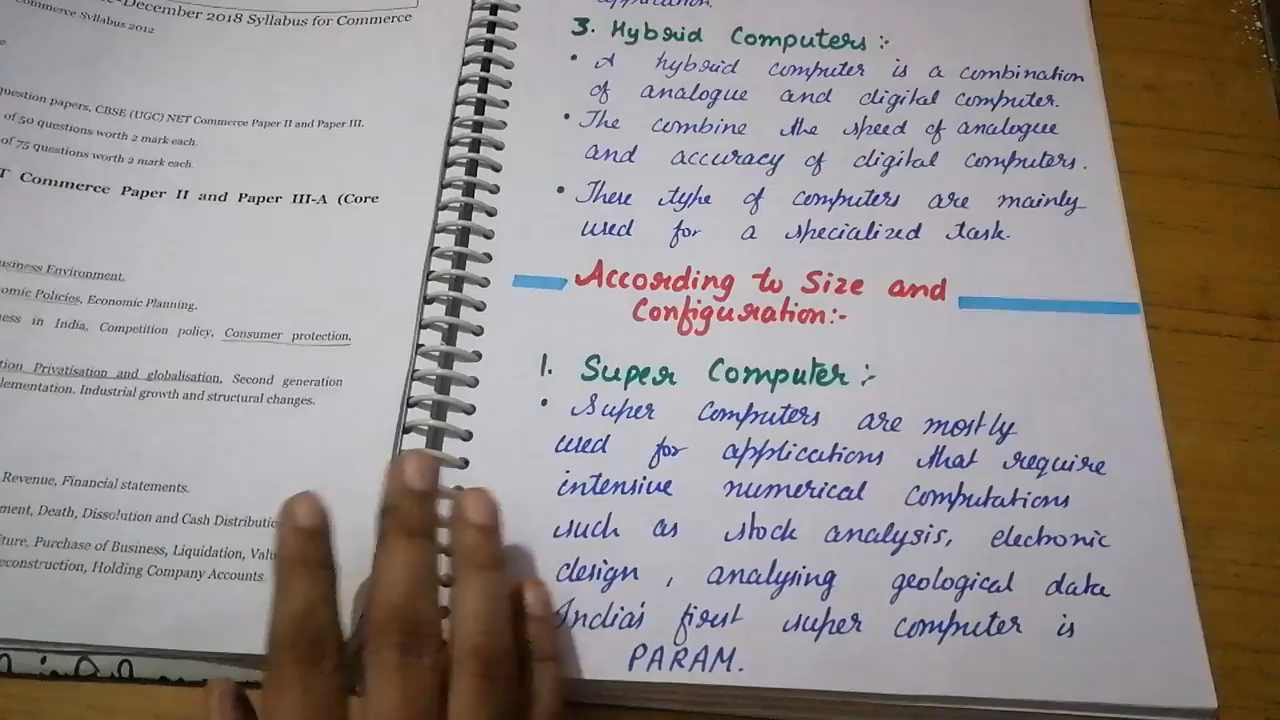 December 2018 Syllabus for Commerce
Commerce Syllabus 2012
question papers, CBSE (UGC) NET Commerce Paper II and Paper III.
of 50 questions worth 2 mark each.
of 75 questions worth 2 mark each.
T Commerce Paper II and Paper III-A (Core
usiness Environment.
omic Policies, Economic Planning.
ess in India, Competition policy, Consumer protection,
tion Privatisation and globalisation, Second generation
lementation. Industrial growth and structural changes.
Revenue, Financial statements.
ment, Death, Dissolution and Cash Distributio
ture, Purchase of Business, Liquidation, Valu
econstruction, Holding Company Accounts.
3. Hybrid Computers :-
• A hybrid computer is a combination
of analogue and digital computer.
• The combine the speed of analogue
and accuracy of digital computers.
• These type of computers are mainly
used for a specialized task.
According to Size and
Configuration:-
1. Super Computer :-
• Super computers are mostly
used for applications that require
intensive numerical computations
such as stock analysis, electronic
design, analysing geological data
India's first super computer is
PARAM.